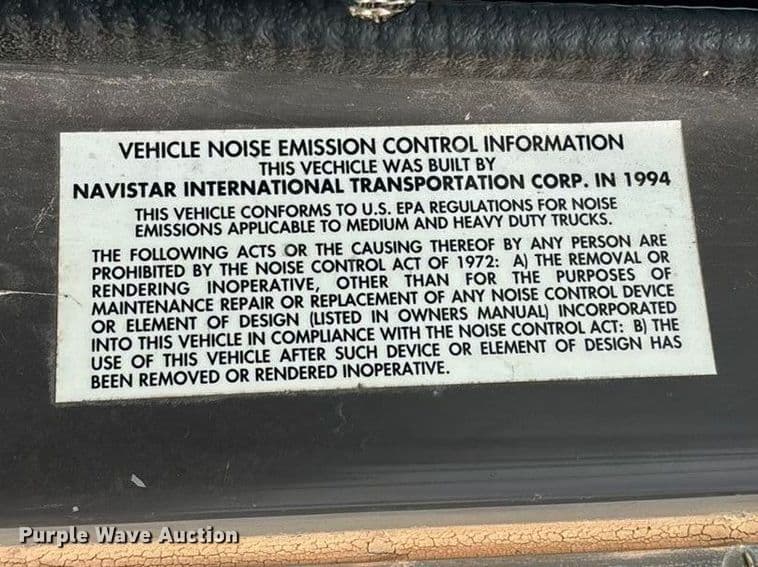 VEHICLE NOISE EMISSION CONTROL INFORMATION
THIS VECHICLE WAS BUILT BY
NAVISTAR INTERNATIONAL TRANSPORTATION CORP. IN 1994
THIS VEHICLE CONFORMS TO U.S. EPA REGULATIONS FOR NOISE
EMISSIONS APPLICABLE TO MEDIUM AND HEAVY DUTY TRUCKS.
THE FOLLOWING ACTS OR THE CAUSING THEREOF BY ANY PERSON ARE
PROHIBITED BY THE NOISE CONTROL ACT OF 1972: A) THE REMOVAL OR
RENDERING INOPERATIVE, OTHER THAN FOR THE PURPOSES OF
MAINTENANCE REPAIR OR REPLACEMENT OF ANY NOISE CONTROL DEVICE
OR ELEMENT OF DESIGN (LISTED IN OWNERS MANUAL) INCORPORATED
INTO THIS VEHICLE IN COMPLIANCE WITH THE NOISE CONTROL ACT: B) THE
USE OF THIS VEHICLE AFTER SUCH DEVICE OR ELEMENT OF DESIGN HAS
BEEN REMOVED OR RENDERED INOPERATIVE.
Purple Wave Auction